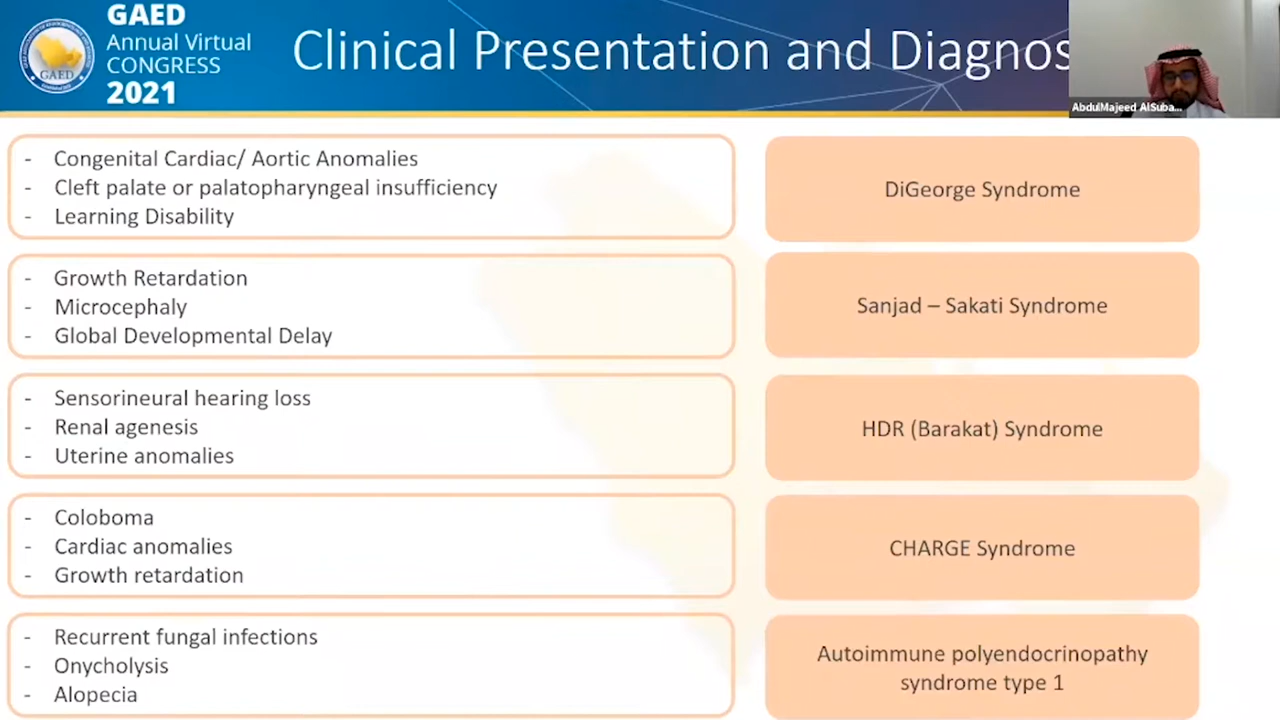 GAED
Annual Virtual
CONGRESS
2021
GAED
Clinical Presentation and Diagnos
AbdulMajeed AlSuba...
- Congenital Cardiac/ Aortic Anomalies
- Cleft palate or palatopharyngeal insufficiency
- Learning Disability
DiGeorge Syndrome
- Growth Retardation
- Microcephaly
- Global Developmental Delay
Sanjad – Sakati Syndrome
- Sensorineural hearing loss
- Renal agenesis
- Uterine anomalies
HDR (Barakat) Syndrome
- Coloboma
- Cardiac anomalies
- Growth retardation
CHARGE Syndrome
- Recurrent fungal infections
- Onycholysis
- Alopecia
Autoimmune polyendocrinopathy
syndrome type 1